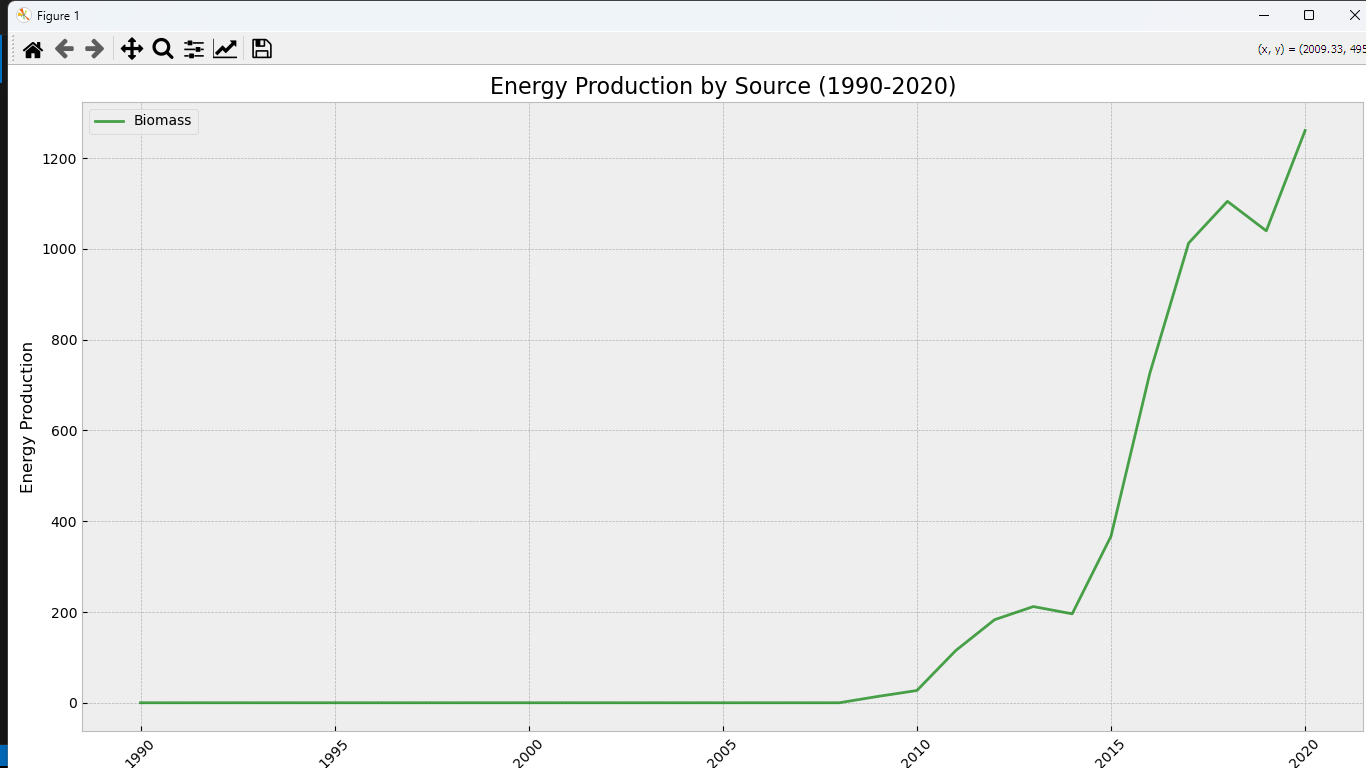 Figure 1
(x, y) = (2009.33, 495
Energy Production by Source (1990-2020)
Biomass
1200
1000
800
600
400
200
0
Energy Production
1990
1995
2000
2005
2010
2015
2020